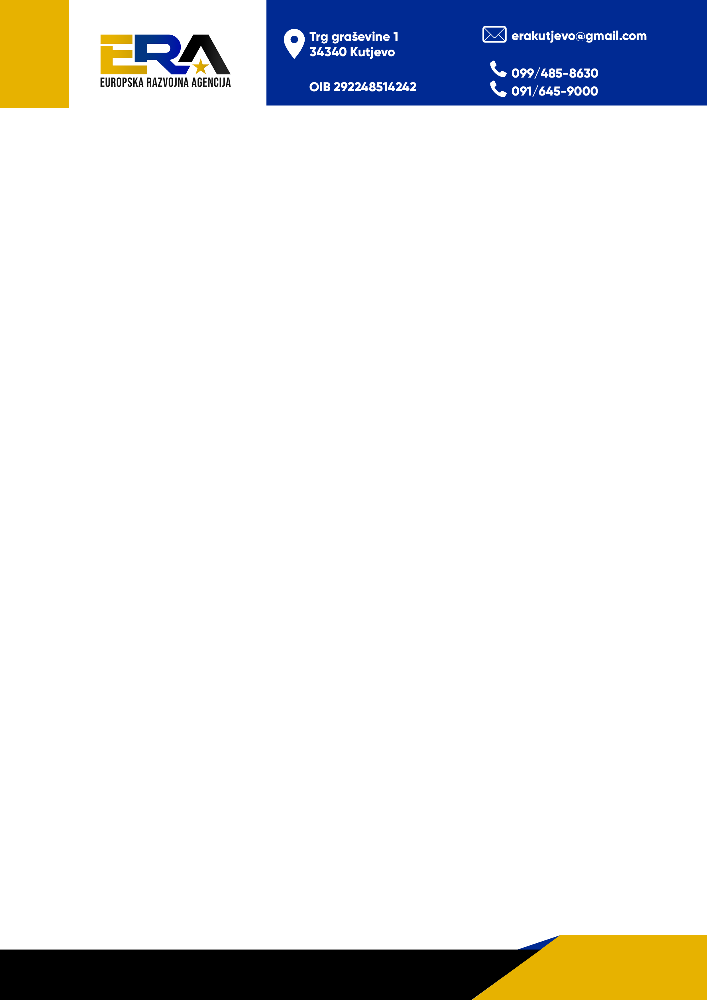 ERA
EUROPSKA RAZVOJNA AGENCIJA
Trg graševine 1
34340 Kutjevo
OIB 292248514242
erakutjevo@gmail.com
099/485-8630
091/645-9000